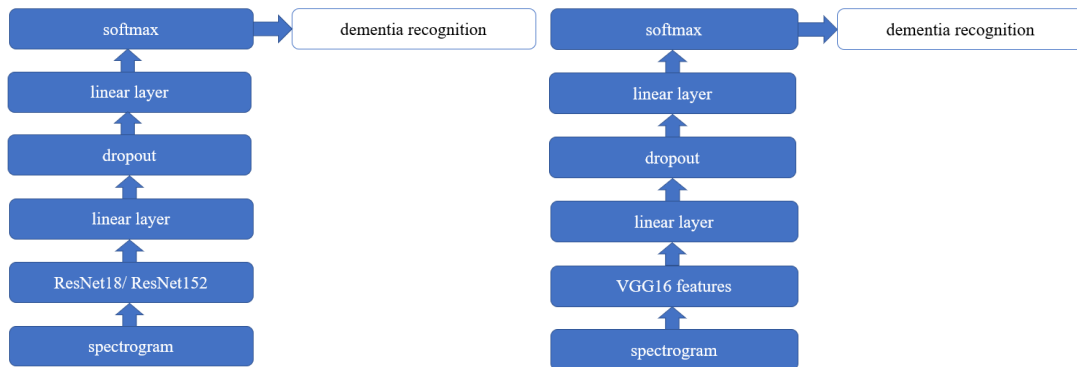 softmax
dementia recognition
linear layer
dropout
linear layer
ResNet18/ ResNet152
spectrogram
softmax
dementia recognition
linear layer
dropout
linear layer
VGG16 features
spectrogram